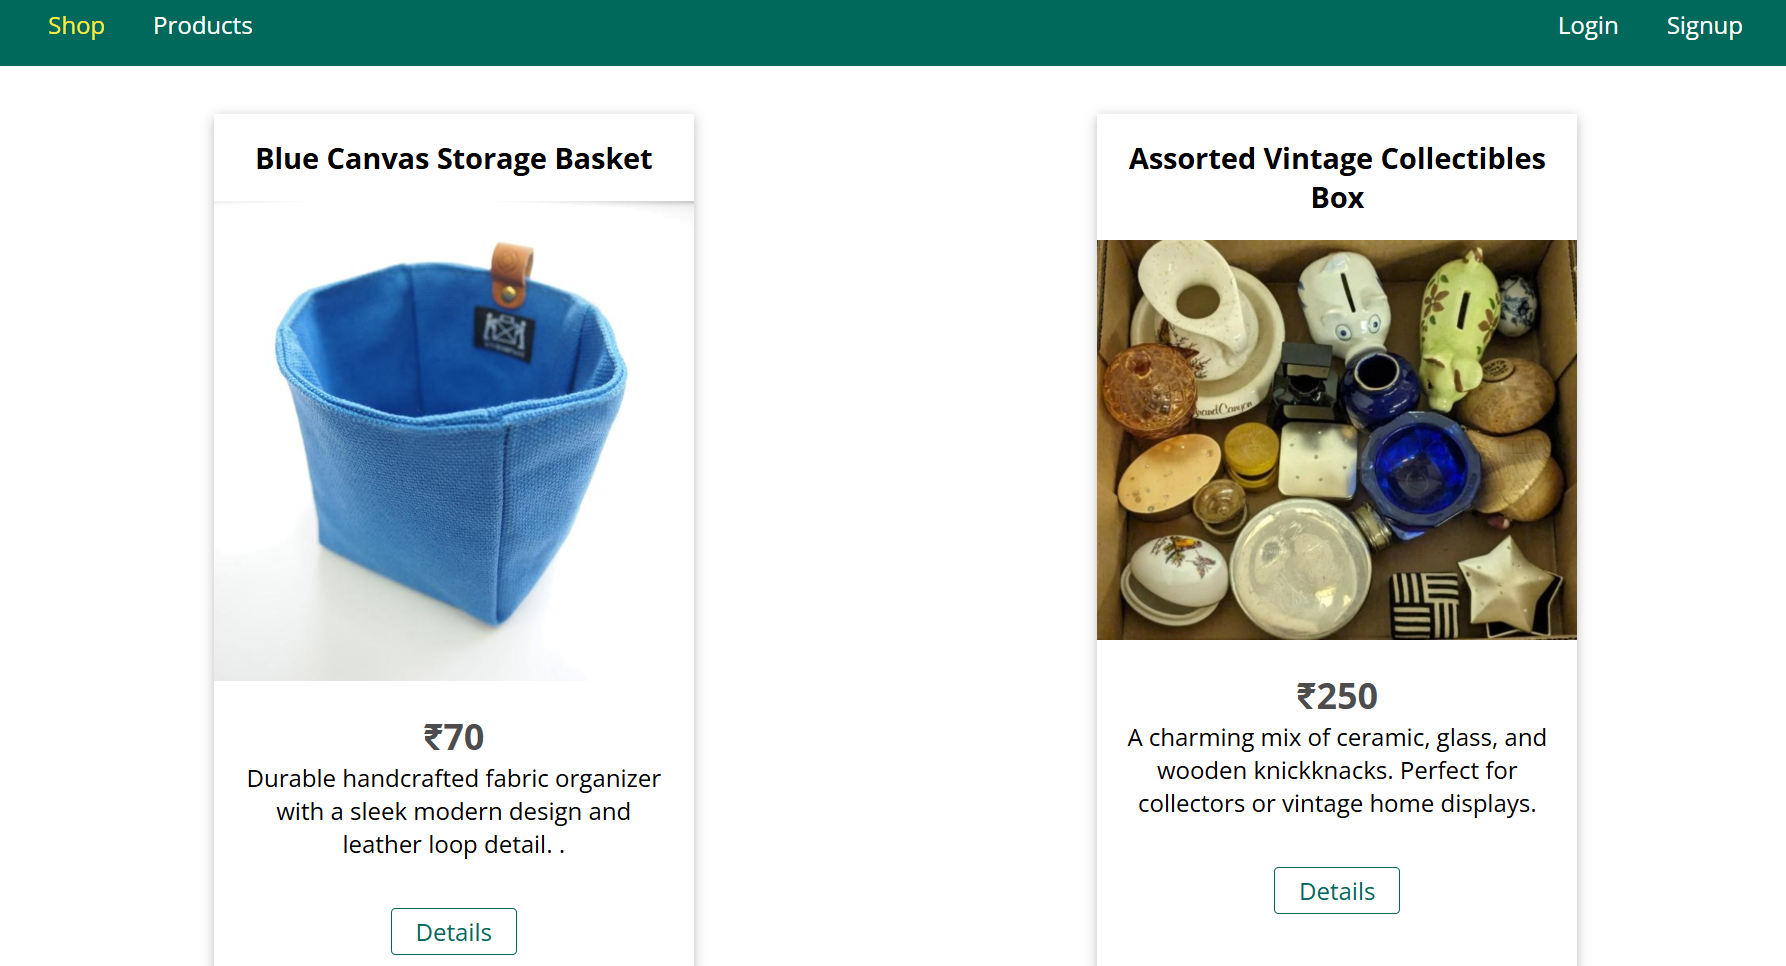 Shop Products Login Signup
Blue Canvas Storage Basket
₹70
Durable handcrafted fabric organizer
with a sleek modern design and
leather loop detail. .
Details
Assorted Vintage Collectibles
Box
Grand Canyon
₹250
A charming mix of ceramic, glass, and
wooden knickknacks. Perfect for
collectors or vintage home displays.
Details